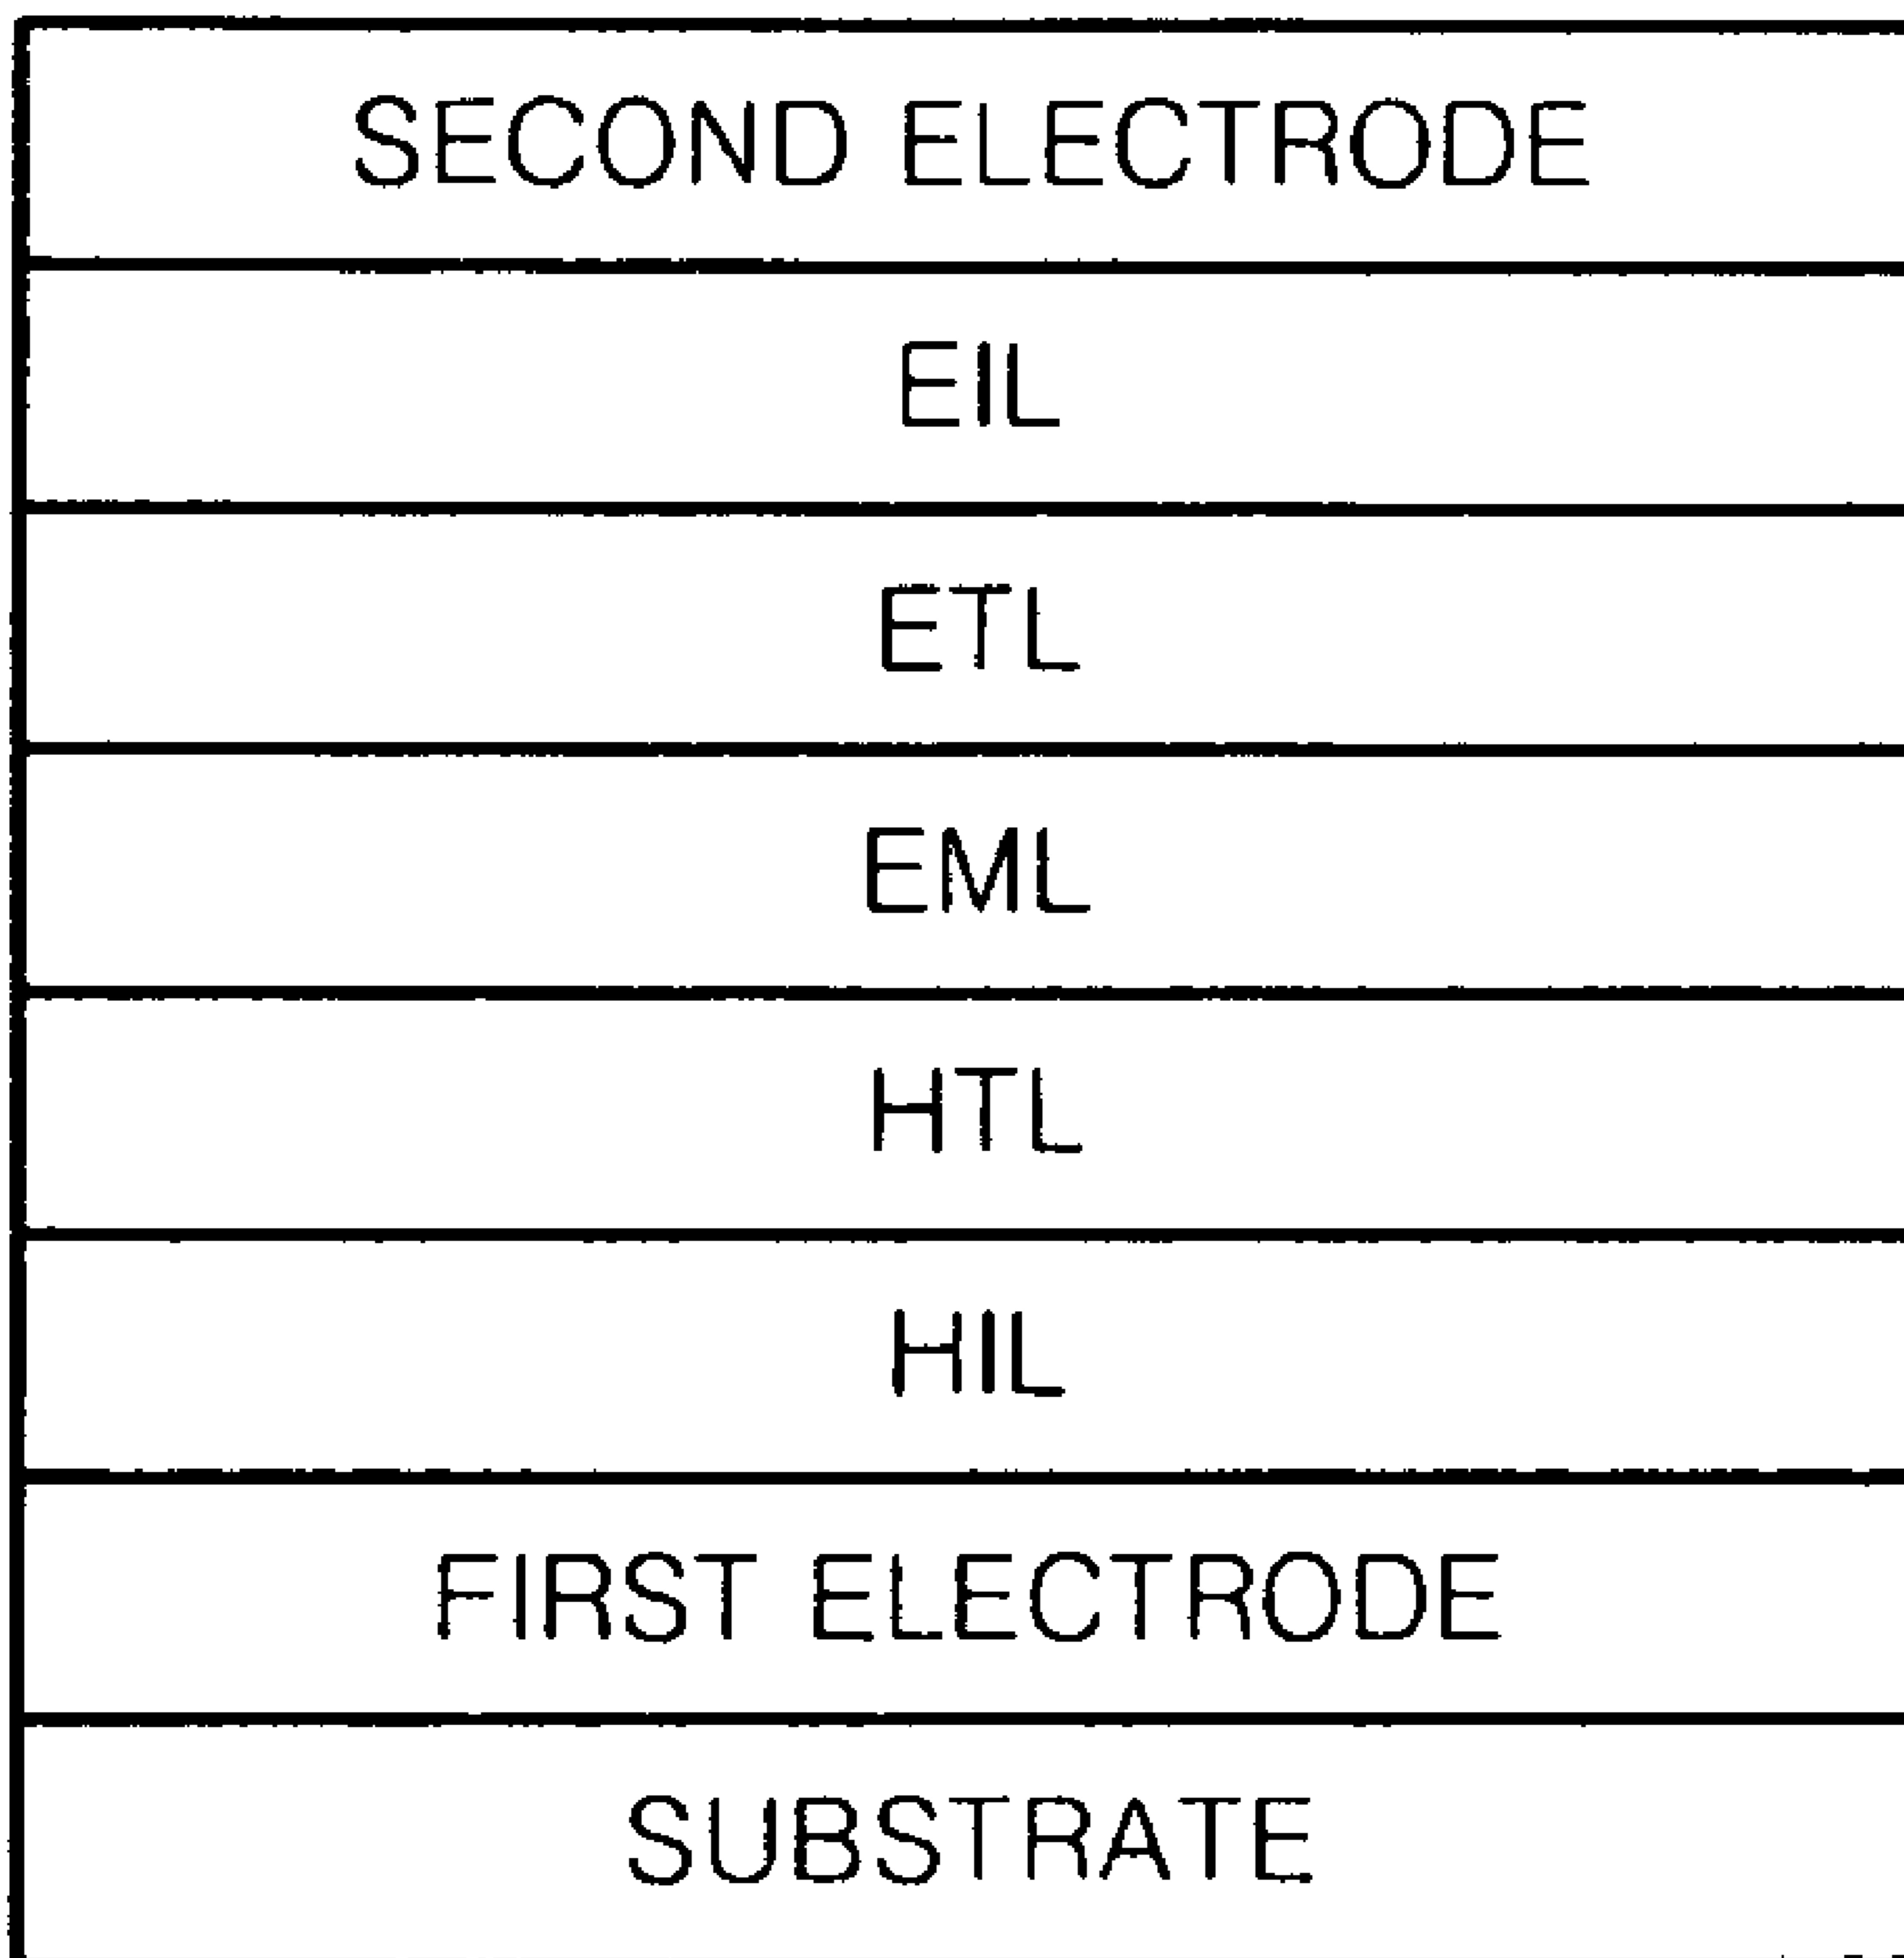 SECOND ELECTRODE
EIL
ETL
EML
HTL
HIL
FIRST ELECTRODE
SUBSTRATE